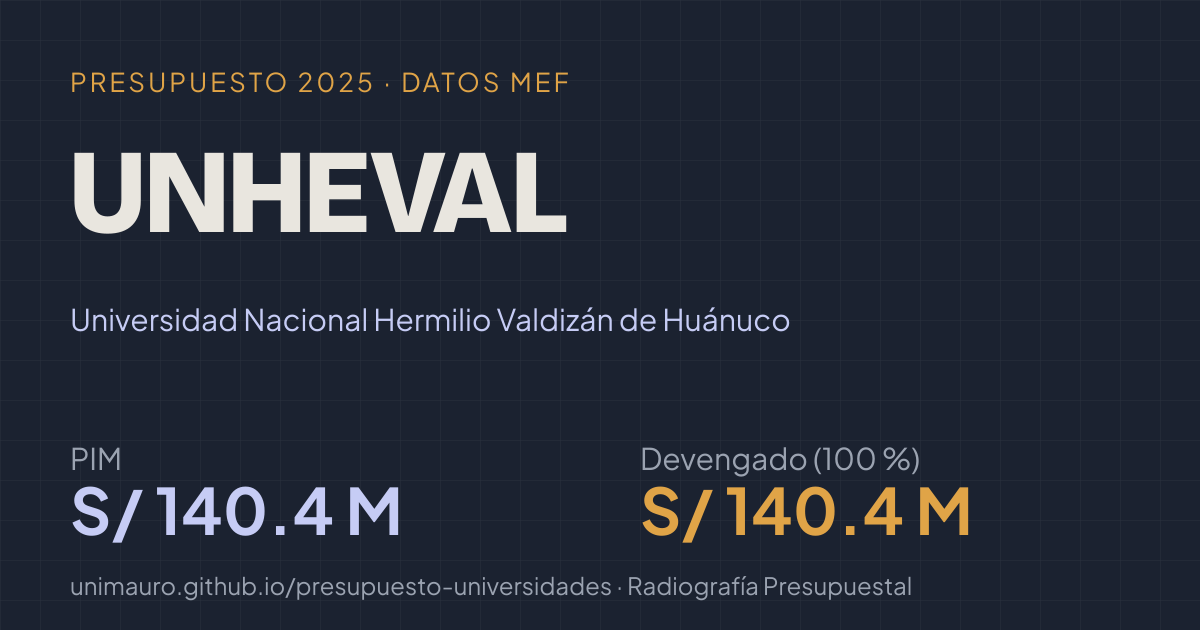 PRESUPUESTO 2025 · DATOS MEF
UNHEVAL
Universidad Nacional Hermilio Valdizán de Huánuco
PIM
S/ 140.4 M
Devengado (100 %)
S/ 140.4 M
unimauro.github.io/presupuesto-universidades · Radiografía Presupuestal